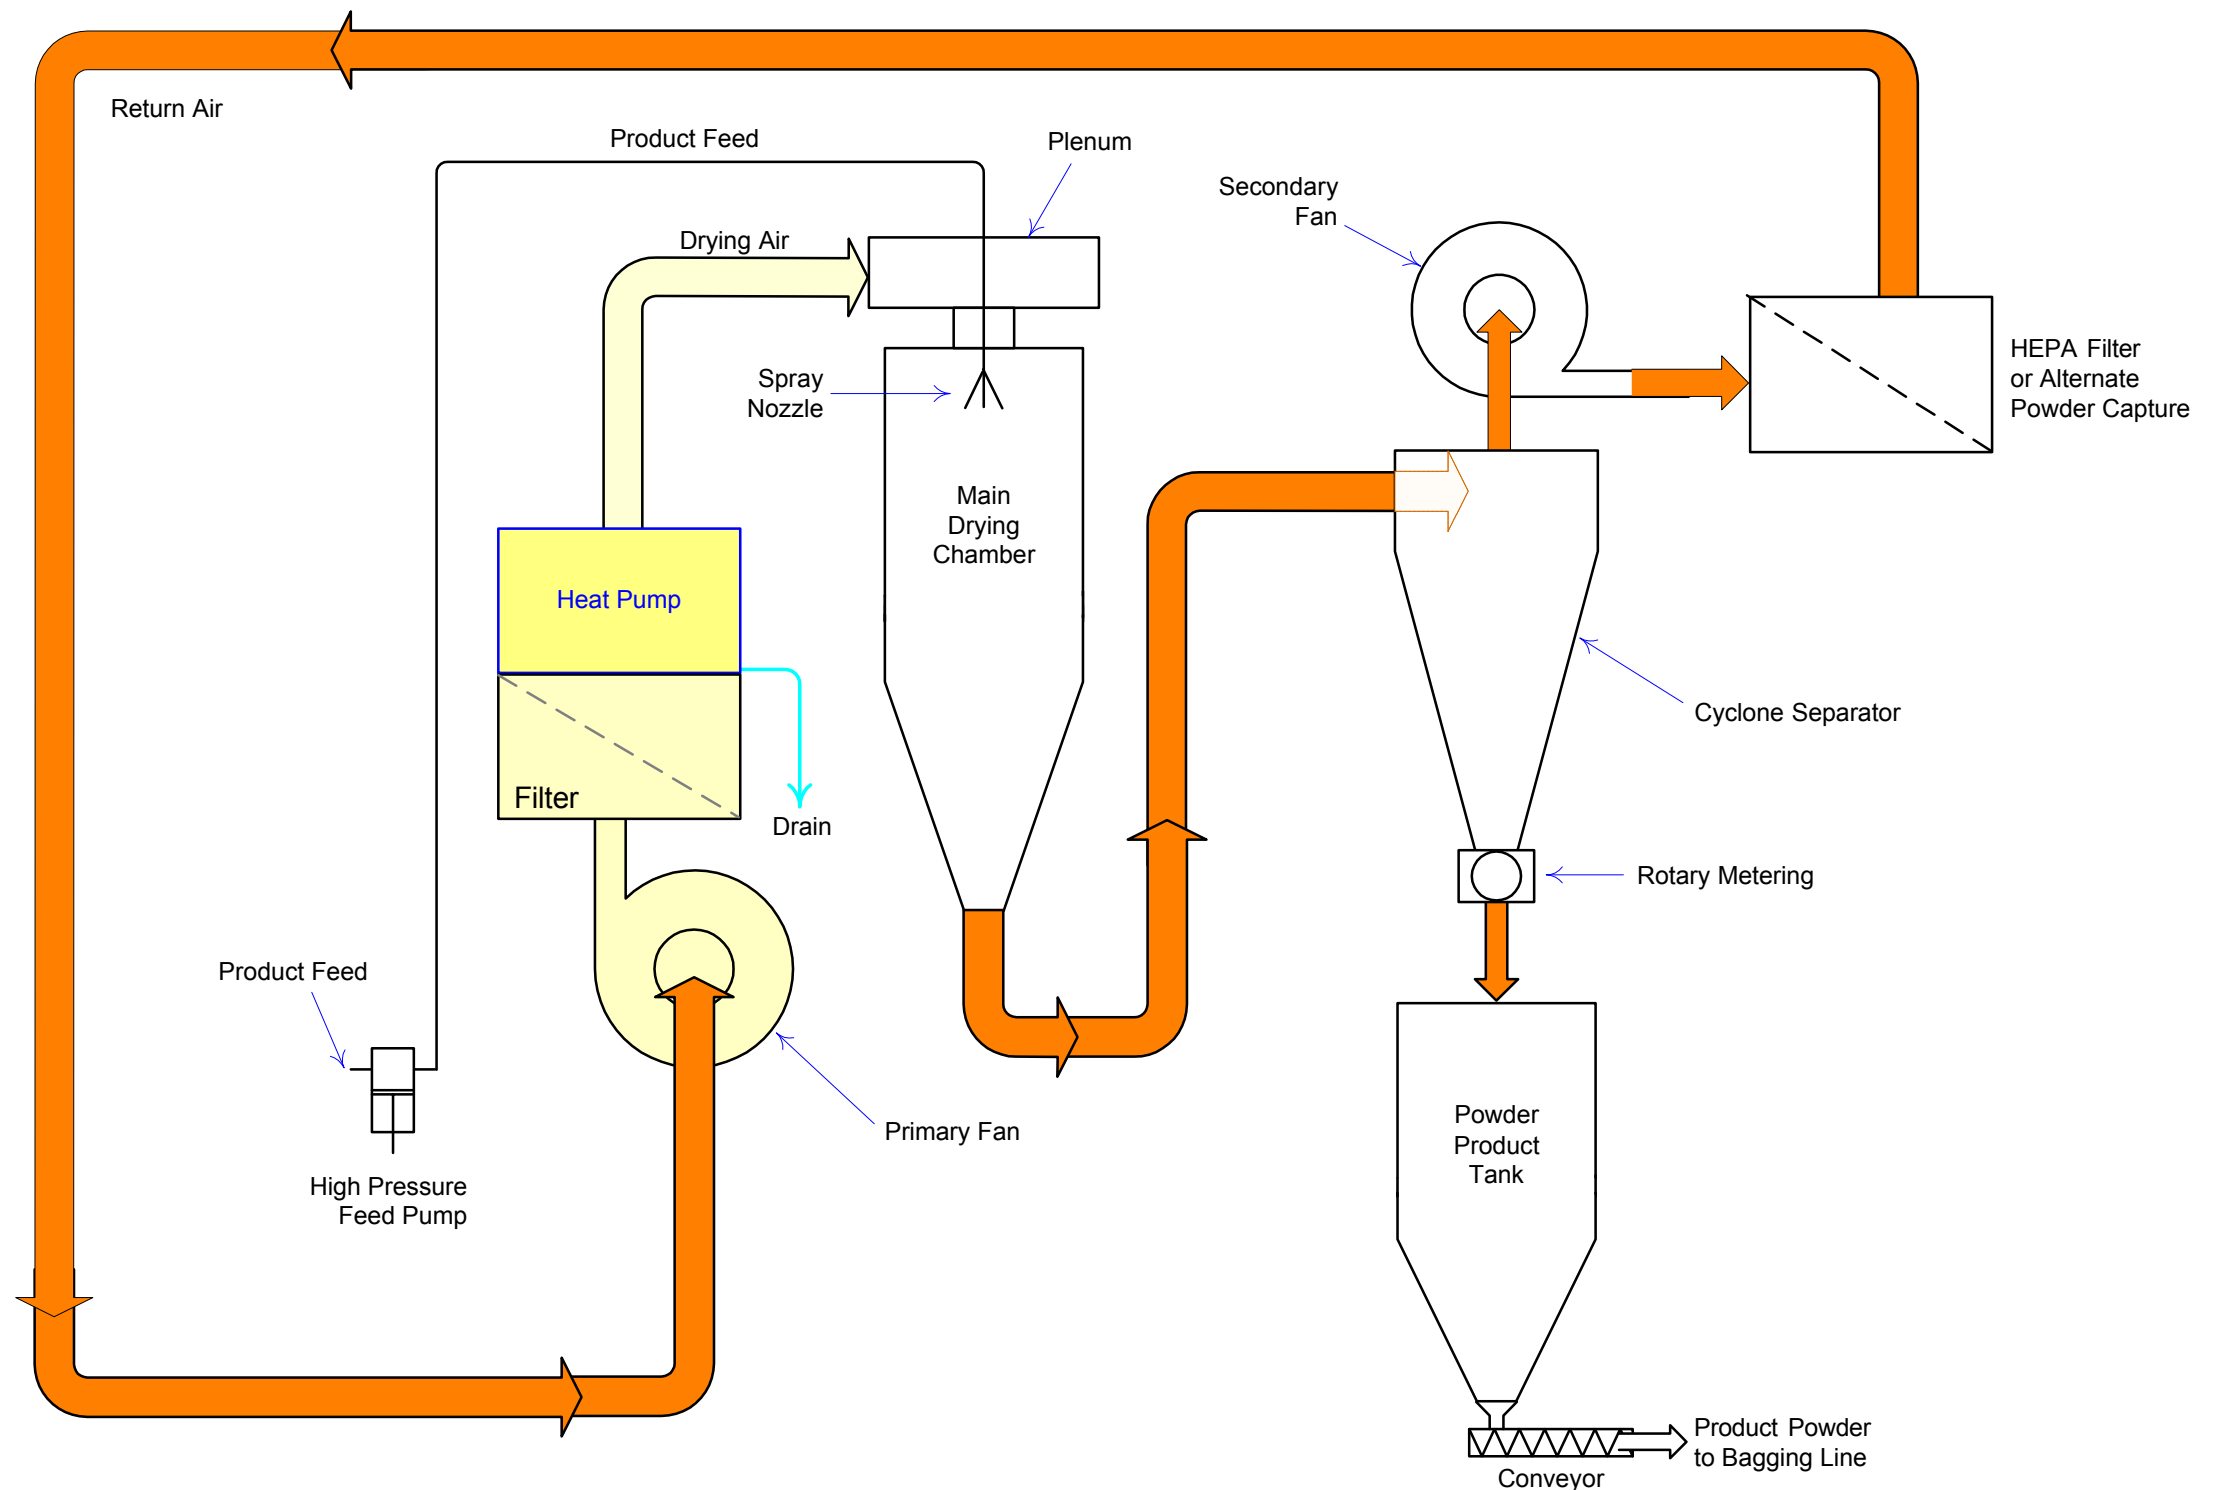 Return Air
Product Feed
Plenum
Secondary
Fan
Drying Air
HEPA Filter
or Alternate
Powder Capture
Spray
Nozzle
Main
Drying
Chamber
Heat Pump
Cyclone Separator
Filter
Drain
Rotary Metering
Product Feed
Primary Fan
Powder
Product
Tank
High Pressure
Feed Pump
Product Powder
to Bagging Line
Conveyor